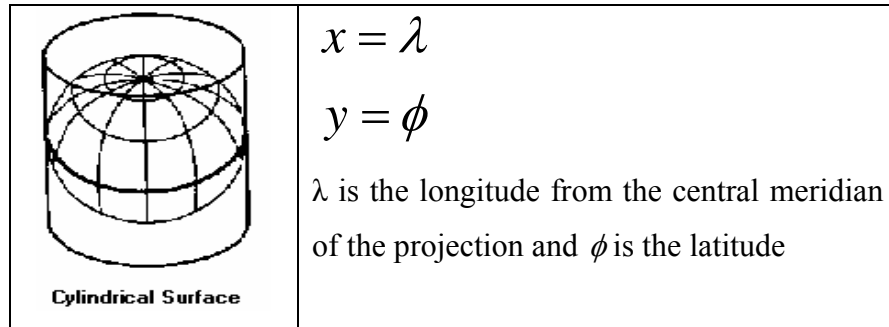 Cylindrical Surface
x = λ
y = ϕ
λ is the longitude from the central meridian
of the projection and ϕ is the latitude